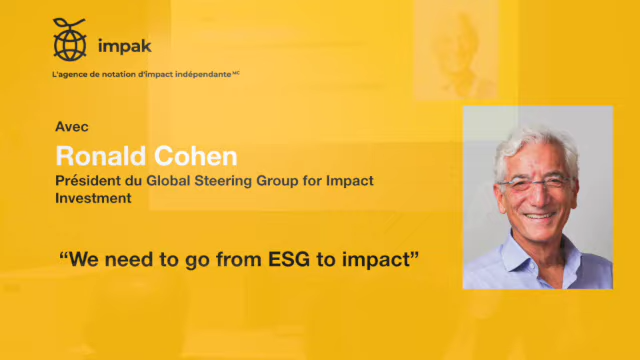 impak
L'agence de notation d'impact indépendante MC
Avec
Ronald Cohen
Président du Global Steering Group for Impact
Investment
“We need to go from ESG to impact”